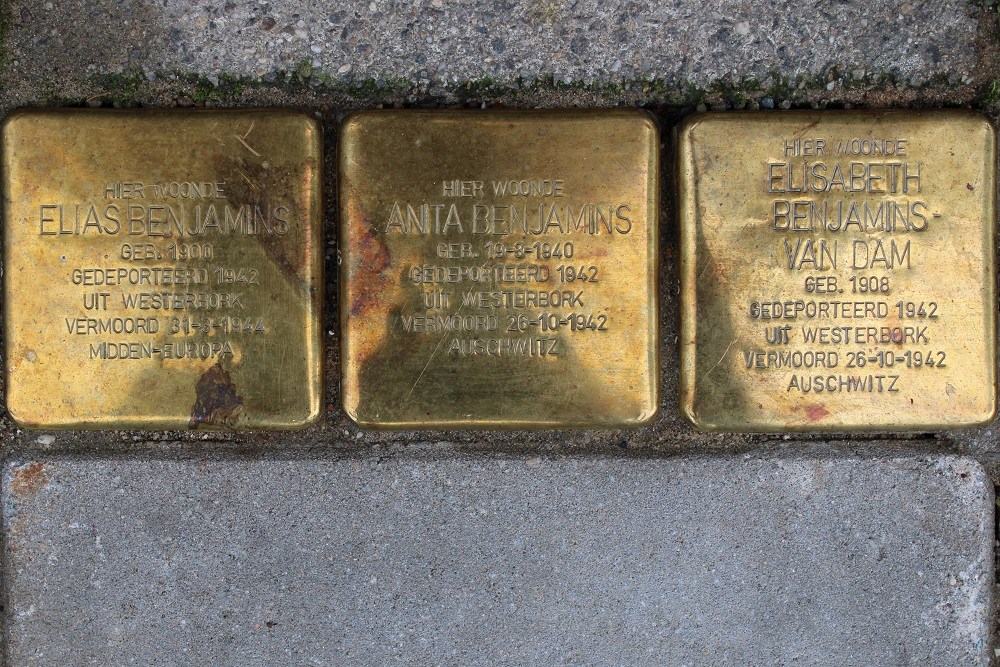 HIER WOONDE
ELIAS BENJAMINS
GEB. 1900
GEDEPORTEERD 1942
UIT WESTERBORK
VERMOORD 31-3-1944
MIDDEN-EUROPA
HIER WOONDE
ANITA BENJAMINS
GEB. 19-8-1940
GEDEPORTEERD 1942
UIT WESTERBORK
VERMOORD 26-10-1942
AUSCHWITZ
HIER WOONDE
ELISABETH
BENJAMINS-
VAN DAM
GEB. 1908
GEDEPORTEERD 1942
UIT WESTERBORK
VERMOORD 26-10-1942
AUSCHWITZ